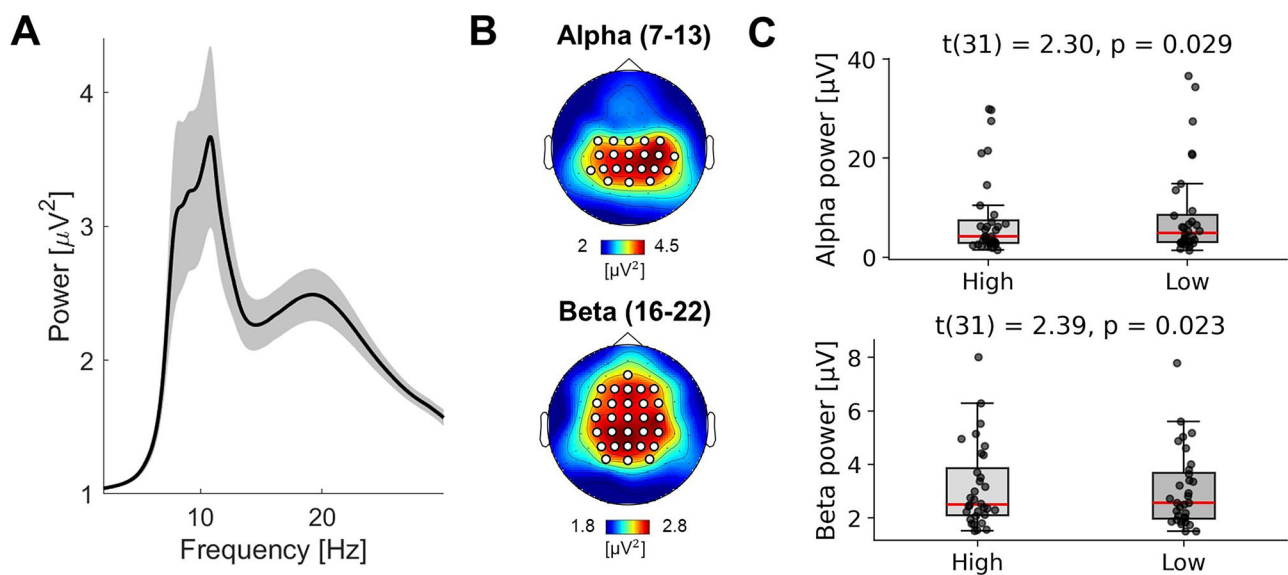 A
Power [µV²]
4
3
2
1
10
20
Frequency [Hz]
B
Alpha (7-13)
2
4.5
[µV²]
Beta (16-22)
1.8
2.8
[µV²]
C
t(31) = 2.30, p = 0.029
Alpha power [µV]
40
20
0
High
Low
t(31) = 2.39, p = 0.023
Beta power [µV]
8
6
4
2
High
Low